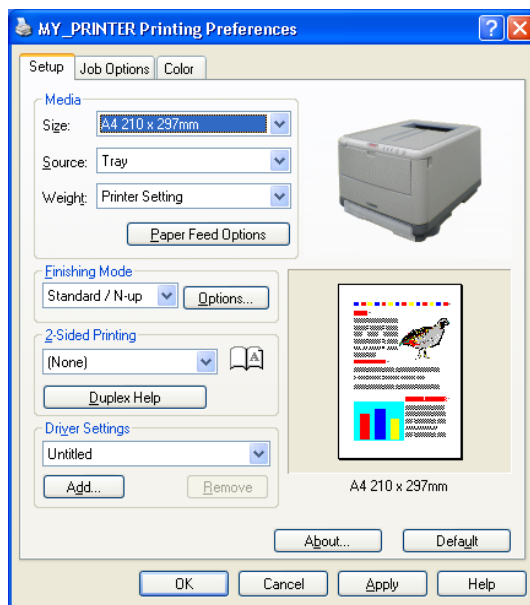 MY_PRINTER Printing Preferences
Setup Job Options Color
Media
Size: A4 210 x 297mm
Source: Tray
Weight: Printer Setting
Paper Feed Options
Finishing Mode
Standard / N-up Options...
2-Sided Printing
(None)
A
Duplex Help
Driver Settings
Untitled
Add... Remove
A4 210 x 297mm
About... Default
OK Cancel Apply Help